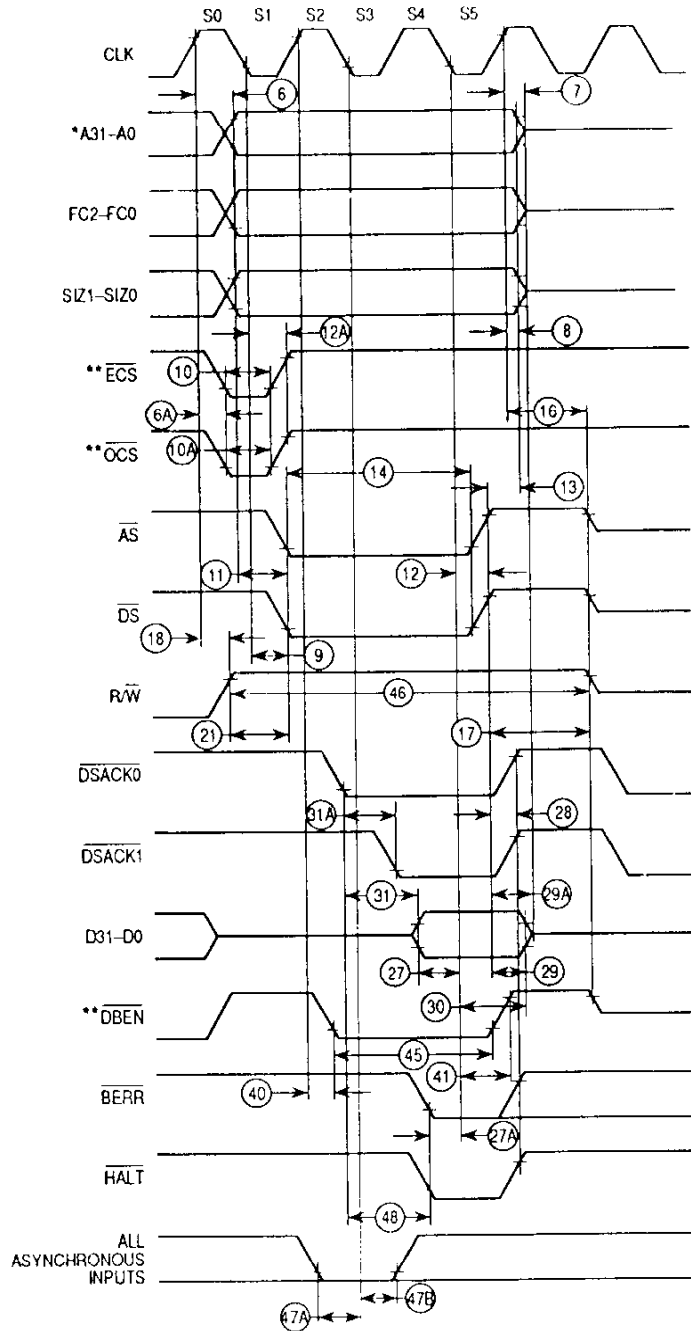 S0 S1 S2 S3 S4 S5
CLK
6 7
*A31–A0
FC2–FC0
SIZ1–SIZ0
12A 8
**ECS
10
6A 16
**OCS
10A
14 13
AS
11 12
DS
18 9
R/W
46
21 17
DSACK0
31A 28
DSACK1
31 29A
D31–D0
27 29
30
**DBEN
45
41
40
BERR
27A
HALT
48
ALL
ASYNCHRONOUS
INPUTS
47A 47B